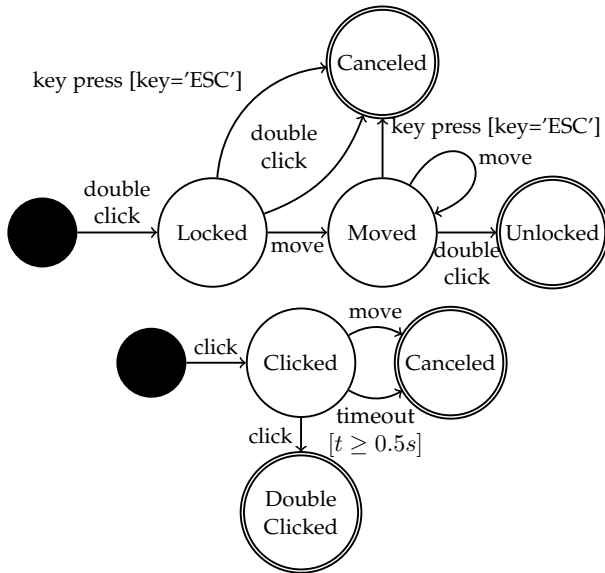 Canceled
key press [key='ESC']
double
click
key press [key='ESC']
move
double
click
Locked
move
Moved
double
click
Unlocked
click
Clicked
move
Canceled
timeout
[t ≥ 0.5s]
click
Double
Clicked